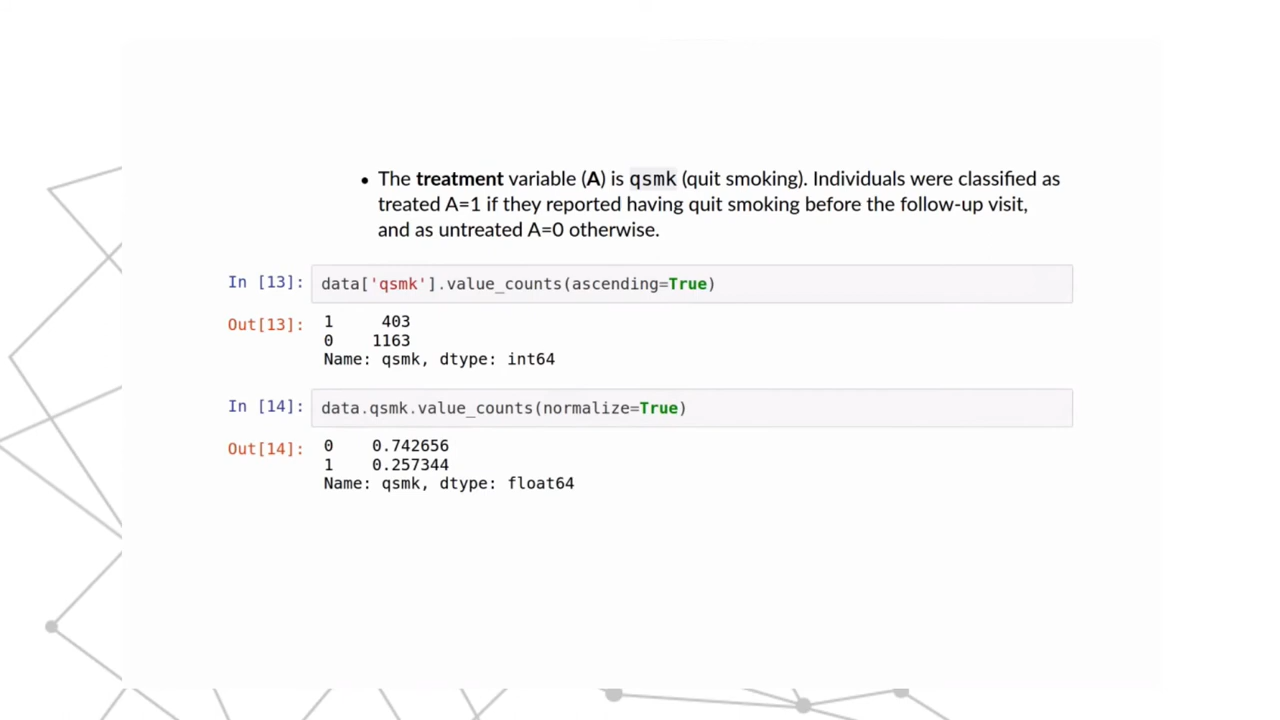 • The treatment variable (A) is qsmk (quit smoking). Individuals were classified as
treated A=1 if they reported having quit smoking before the follow-up visit,
and as untreated A=0 otherwise.
In [13]: data['qsmk'].value_counts(ascending=True)
Out[13]: 1 403
0 1163
Name: qsmk, dtype: int64
In [14]: data.qsmk.value_counts(normalize=True)
Out[14]: 0 0.742656
1 0.257344
Name: qsmk, dtype: float64